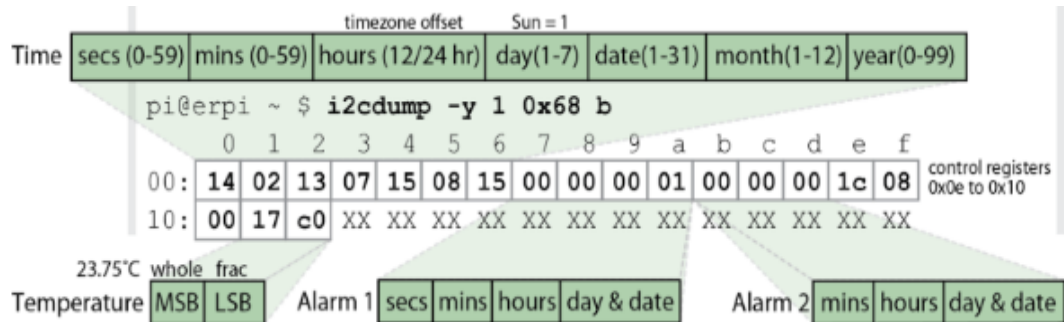 timezone offset Sun = 1
Time secs (0-59) mins (0-59) hours (12/24 hr) day(1-7) date(1-31) month(1-12) year(0-99)
pi@erpi ~ $ i2cdump -y 1 0x68 b
0 1 2 3 4 5 6 7 8 9 a b c d e f
00: 14 02 13 07 15 08 15 00 00 00 01 00 00 00 1c 08 control registers
0x0e to 0x10
10: 00 17 c0 XX XX XX XX XX XX XX XX XX XX XX XX XX
23.75°C whole frac
Temperature MSB LSB Alarm 1 secs mins hours day & date Alarm 2 mins hours day & date